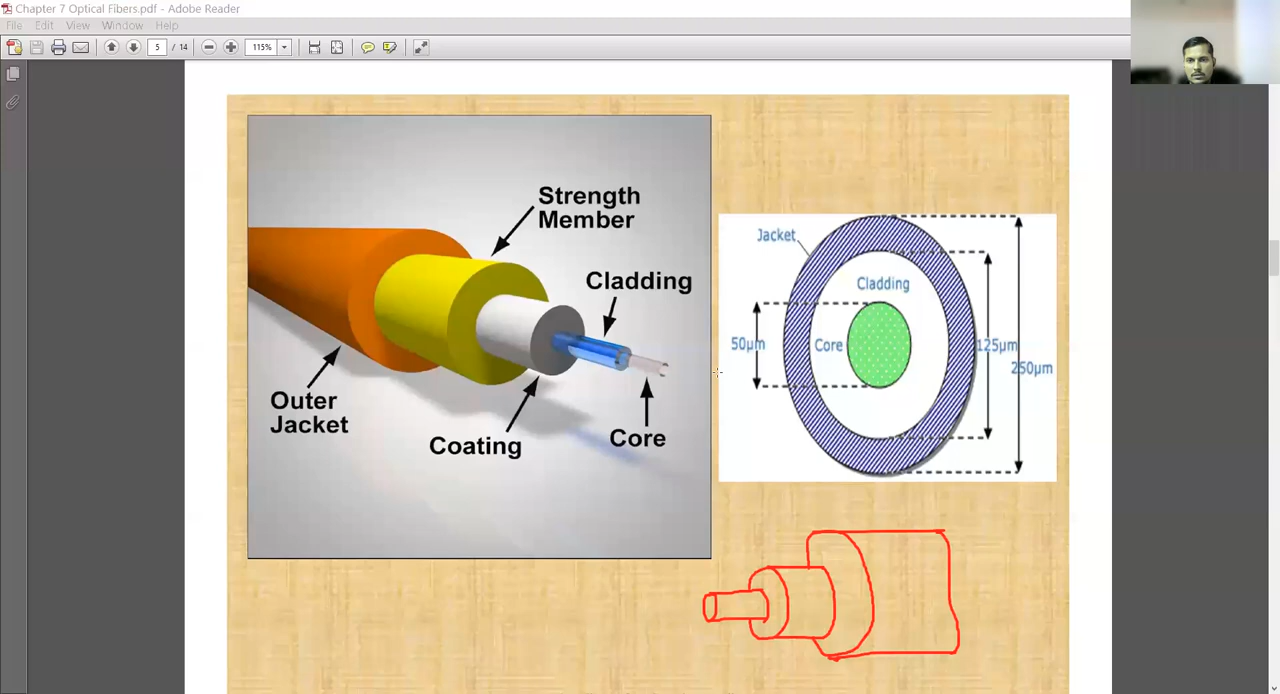 Chapter 7 Optical Fibers.pdf - Adobe Reader
File Edit View Window Help
5 / 14 115%
Strength
Member
Cladding
Outer
Jacket
Coating
Core
Jacket
Cladding
50μm
Core
125μm
250μm